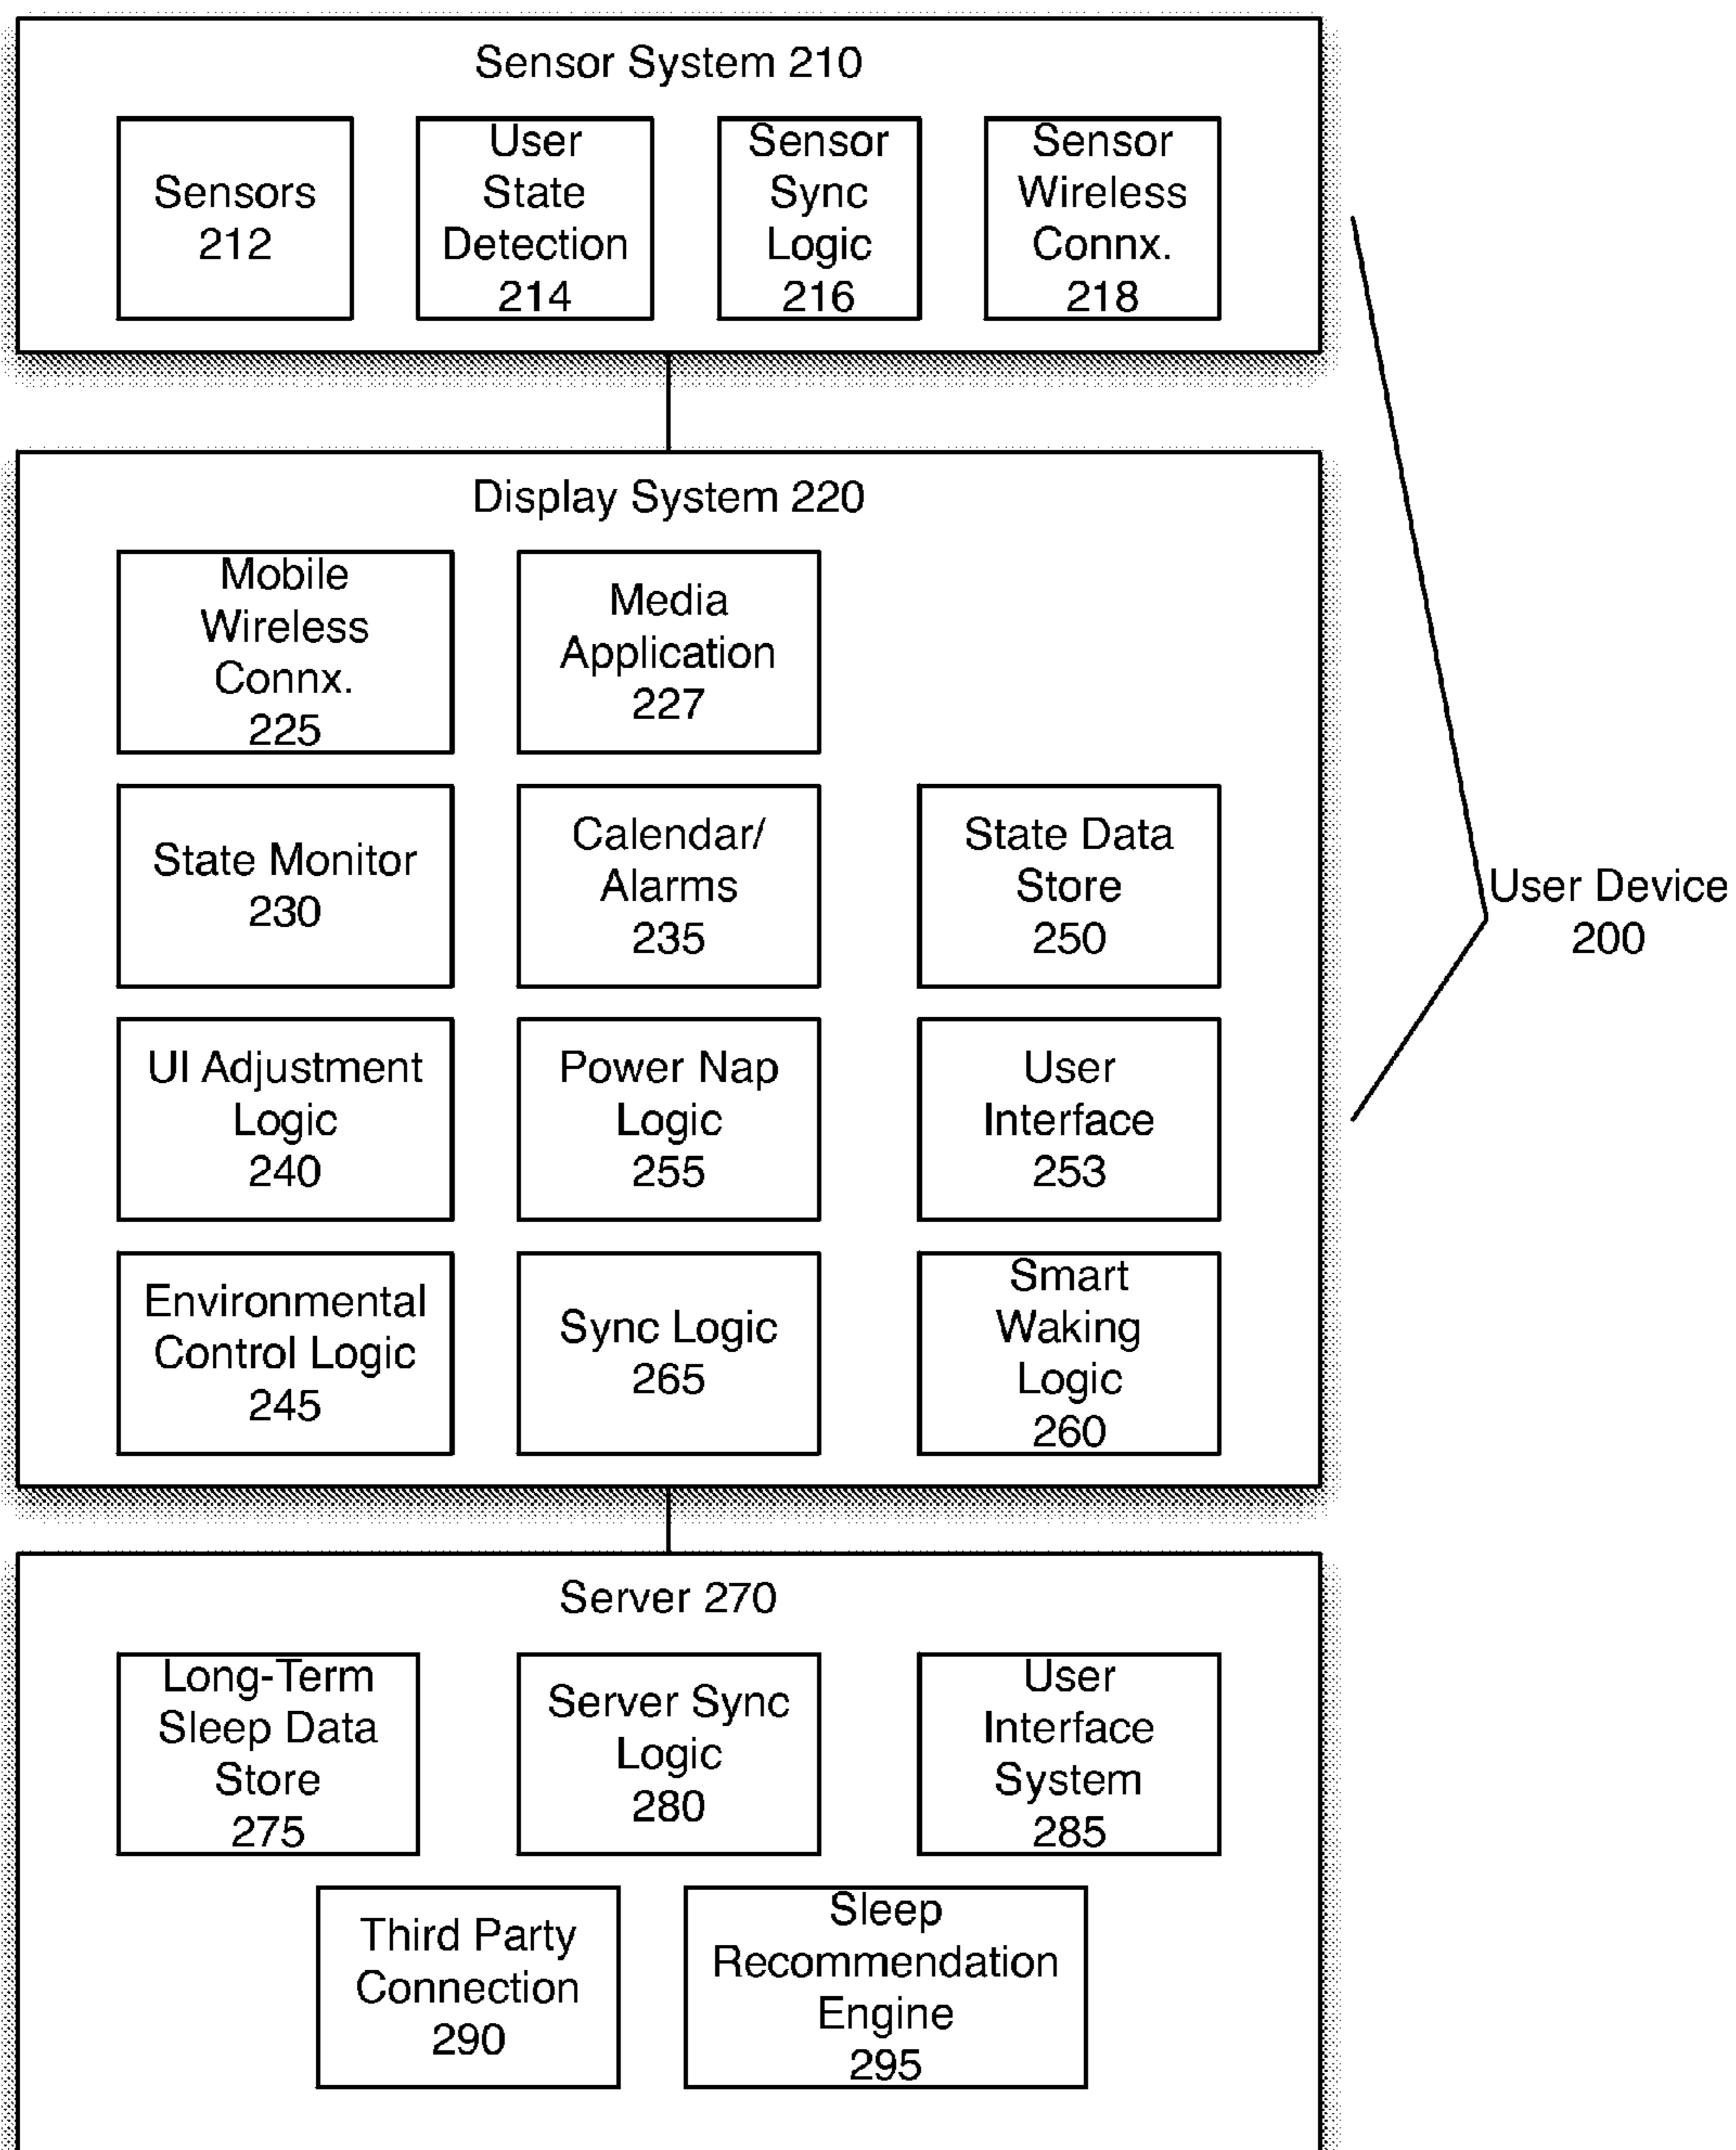 Sensor System 210
Sensors
212
User
State
Detection
214
Sensor
Sync
Logic
216
Sensor
Wireless
Connx.
218
Display System 220
Mobile
Wireless
Connx.
225
Media
Application
227
State Monitor
230
Calendar/
Alarms
235
State Data
Store
250
User Device
200
UI Adjustment
Logic
240
Power Nap
Logic
255
User
Interface
253
Environmental
Control Logic
245
Sync Logic
265
Smart
Waking
Logic
260
Server 270
Long-Term
Sleep Data
Store
275
Server Sync
Logic
280
User
Interface
System
285
Third Party
Connection
290
Sleep
Recommendation
Engine
295